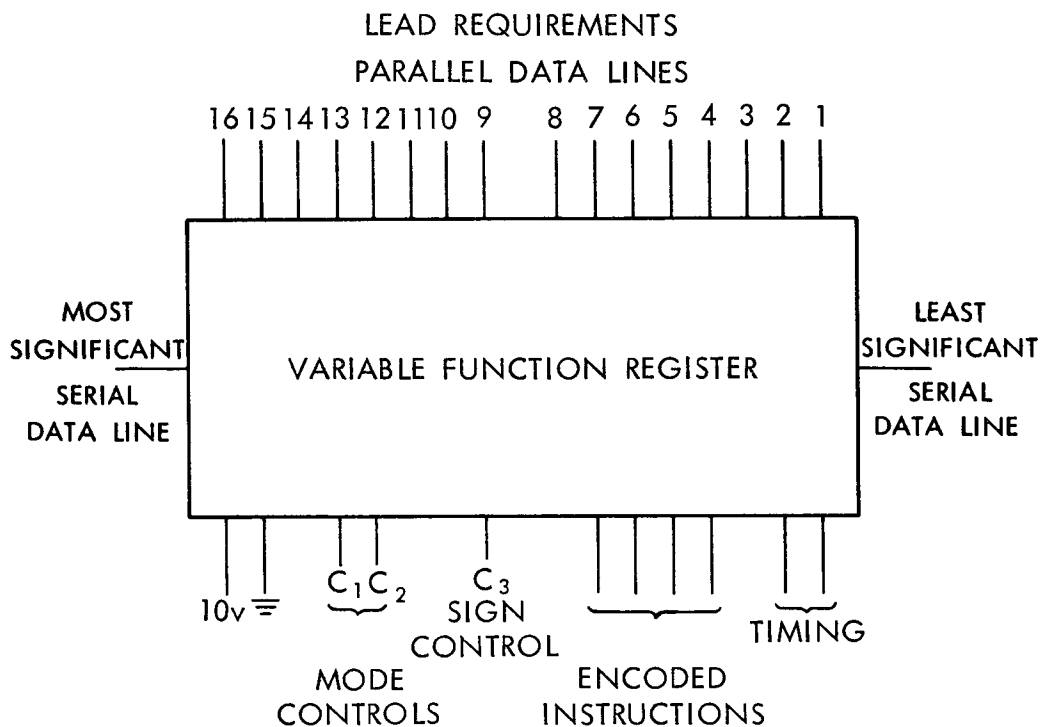 LEAD REQUIREMENTS
PARALLEL DATA LINES
16 15 14 13 12 11 10 9 8 7 6 5 4 3 2 1
MOST
SIGNIFICANT
SERIAL
DATA LINE
VARIABLE FUNCTION REGISTER
LEAST
SIGNIFICANT
SERIAL
DATA LINE
10v
C₁ C₂
MODE
CONTROLS
C₃
SIGN
CONTROL
ENCODED
INSTRUCTIONS
TIMING